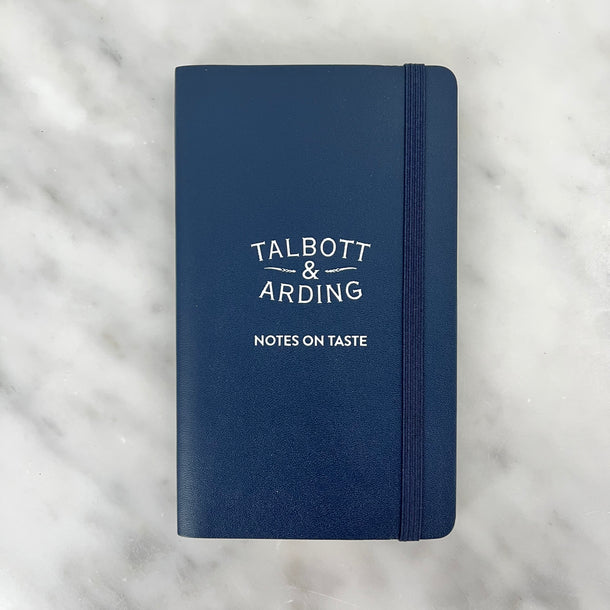 TALBOTT
&
ARDING
NOTES ON TASTE